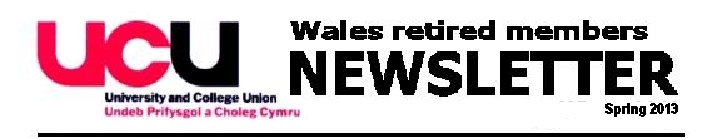 UCU
University and College Union
Undeb Prifysgol a Choleg Cymru
Wales retired members
NEWSLETTER
Spring 2013